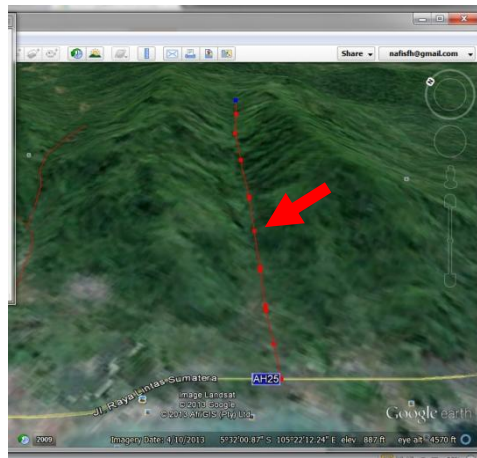 Share
nafisfh@gmail.com
Jl. Raya Lintas Sumatera
AH25
Image Landsat
© 2013 Google
© 2013 AfriGIS (Pty) Ltd.
Google earth
2009
Imagery Date: 4/10/2013
5°32'00.87" S 105°22'12.24" E elev 887 ft eye alt 4570 ft